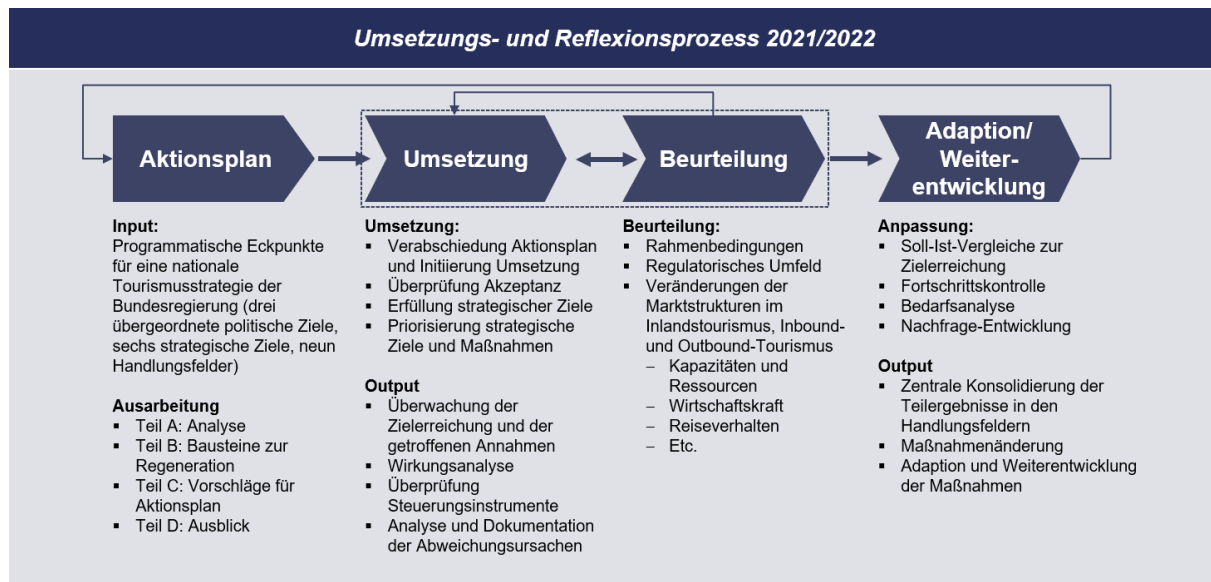 Umsetzungs- und Reflexionsprozess 2021/2022
Aktionsplan
Umsetzung
Beurteilung
Adaption/
Weiter-
entwicklung
Input:
Programmatische Eckpunkte
für eine nationale
Tourismusstrategie der
Bundesregierung (drei
übergeordnete politische Ziele,
sechs strategische Ziele, neun
Handlungsfelder)
Ausarbeitung
▪ Teil A: Analyse
▪ Teil B: Bausteine zur
Regeneration
▪ Teil C: Vorschläge für
Aktionsplan
▪ Teil D: Ausblick
Umsetzung:
▪ Verabschiedung Aktionsplan
und Initiierung Umsetzung
▪ Überprüfung Akzeptanz
▪ Erfüllung strategischer Ziele
▪ Priorisierung strategische
Ziele und Maßnahmen
Output
▪ Überwachung der
Zielerreichung und der
getroffenen Annahmen
▪ Wirkungsanalyse
▪ Überprüfung
Steuerungsinstrumente
▪ Analyse und Dokumentation
der Abweichungsursachen
Beurteilung:
▪ Rahmenbedingungen
▪ Regulatorisches Umfeld
▪ Veränderungen der
Marktstrukturen im
Inlandstourismus, Inbound-
und Outbound-Tourismus
– Kapazitäten und
Ressourcen
– Wirtschaftskraft
– Reiseverhalten
– Etc.
Anpassung:
▪ Soll-Ist-Vergleiche zur
Zielerreichung
▪ Fortschrittskontrolle
▪ Bedarfsanalyse
▪ Nachfrage-Entwicklung
Output
▪ Zentrale Konsolidierung der
Teilergebnisse in den
Handlungsfeldern
▪ Maßnahmenänderung
▪ Adaption und Weiterentwicklung
der Maßnahmen